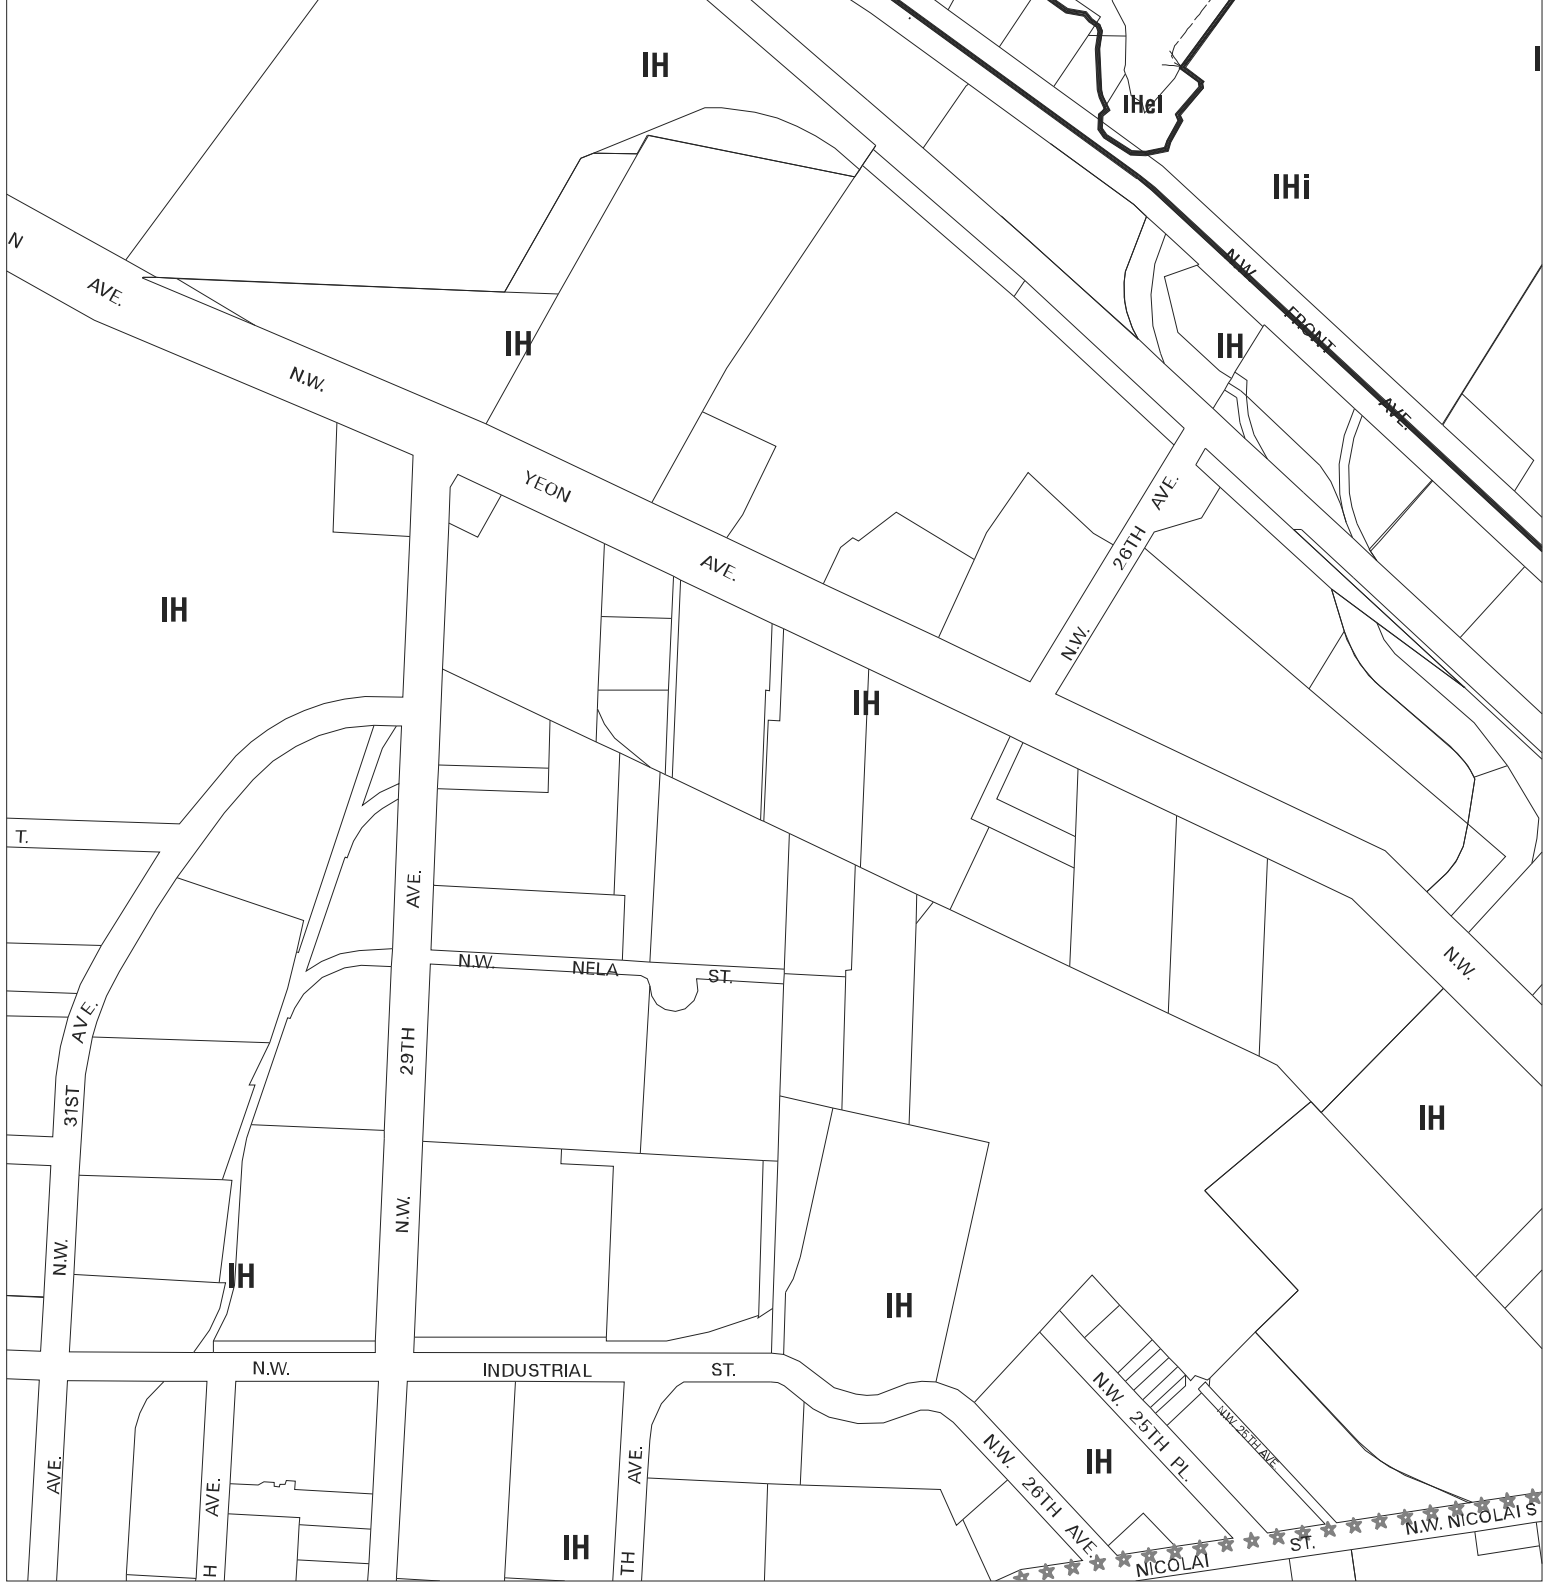 IH
I
IHeI
IHi
N
AVE.
N.W.
YEON
AVE.
N.W.
N.W. FRONT AVE.
IH
IH
N.W. 26TH AVE.
IH
IH
T.
N.W. 31ST AVE.
N.W. 29TH AVE.
N.W. NELA ST.
IH
IH
IH
N.W. INDUSTRIAL ST.
N.W. 25TH PL.
N.W. 25TH AVE.
N.W. 26TH AVE.
IH
AVE.
H AVE.
TH AVE.
IH
NICOLAI ST.
N.W. NICOLAI S